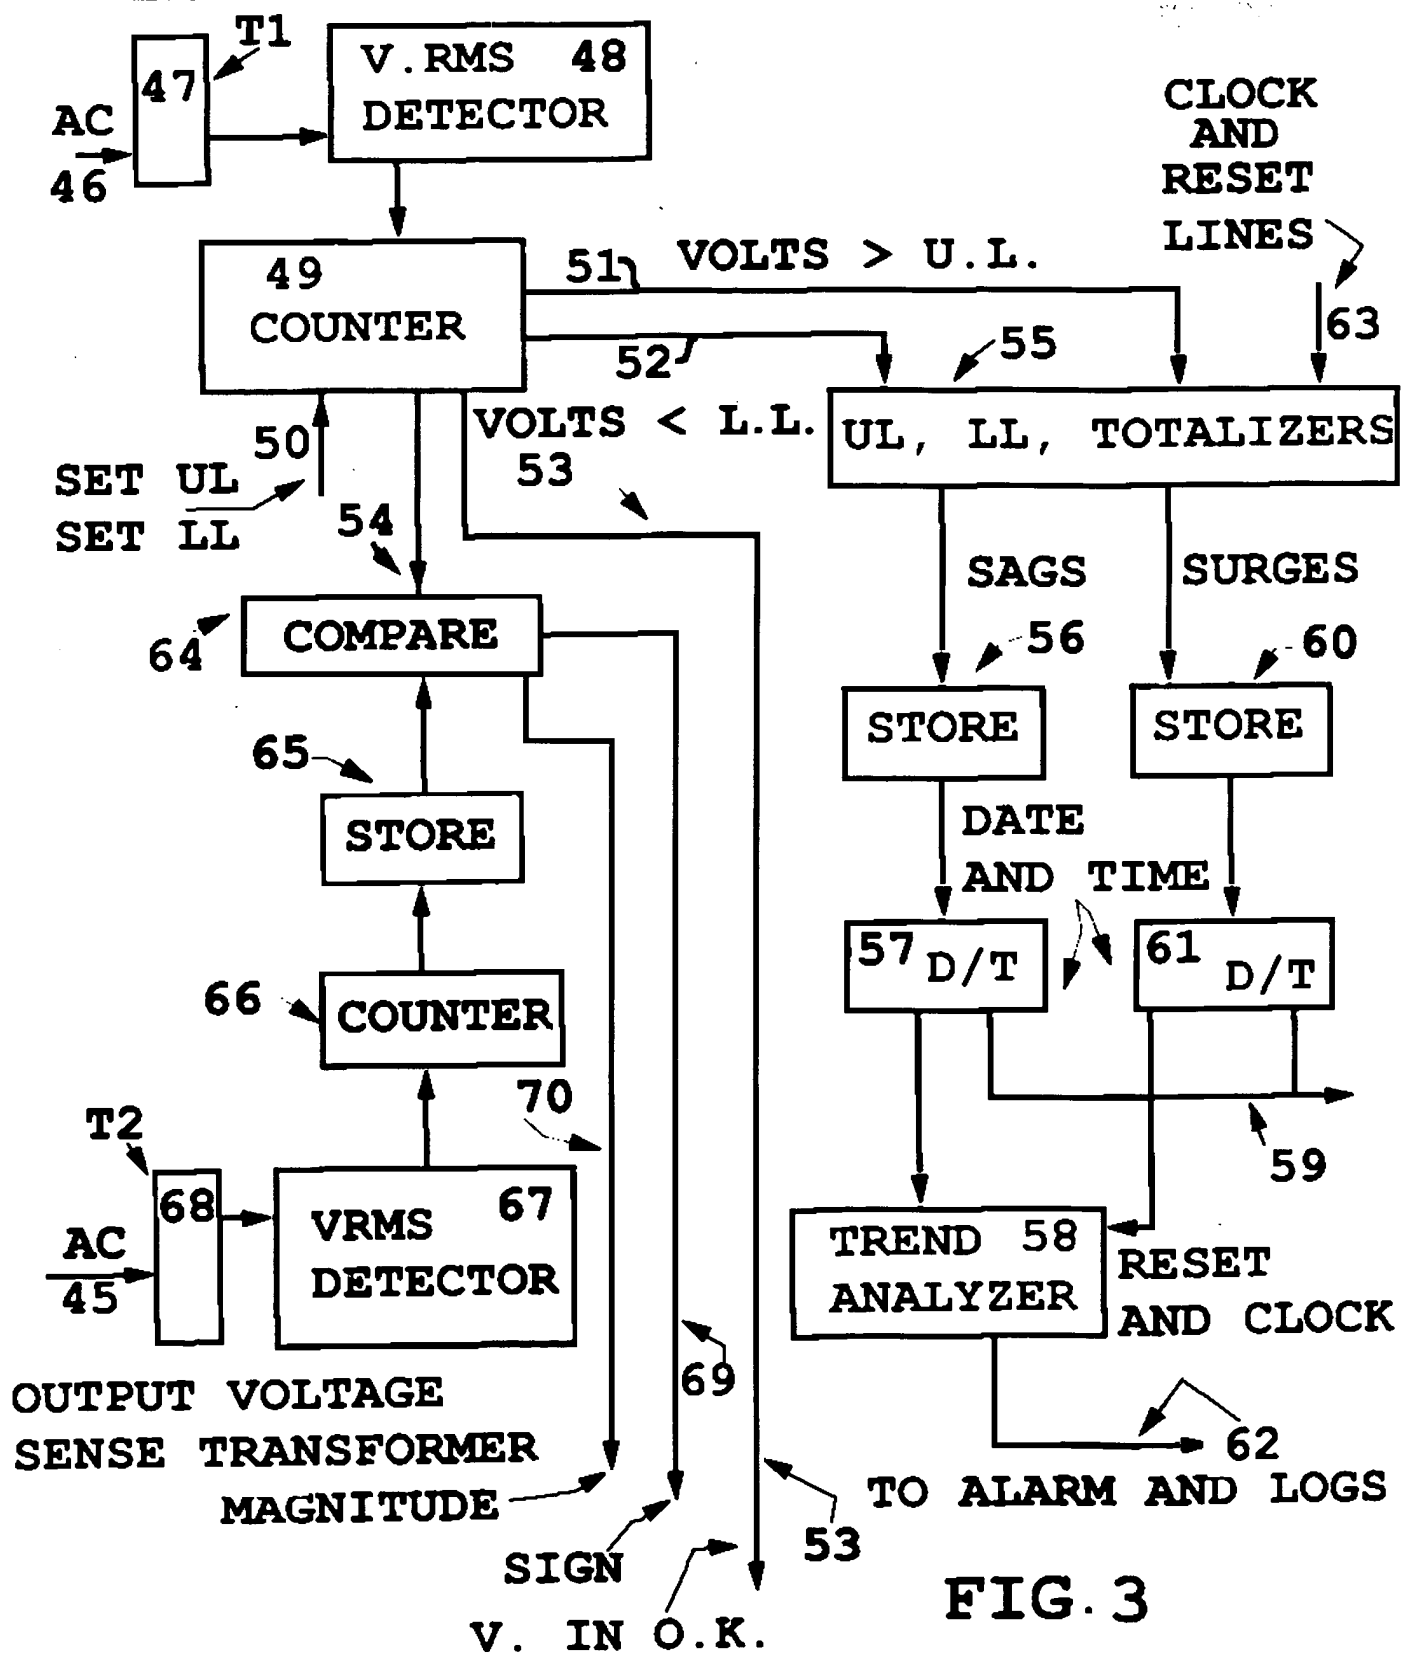 T1
47
V.RMS 48
DETECTOR
AC
46
CLOCK
AND
RESET
LINES
63
49
COUNTER
51
VOLTS > U.L.
52
55
VOLTS < L.L.
53
UL, LL, TOTALIZERS
50
SET UL
SET LL
54
SAGS
SURGES
64
COMPARE
56
60
STORE
STORE
65
STORE
DATE
AND TIME
57 D/T
61 D/T
66
COUNTER
70
59
T2
68
AC
45
VRMS 67
DETECTOR
TREND 58
ANALYZER
RESET
AND CLOCK
69
62
OUTPUT VOLTAGE
SENSE TRANSFORMER
MAGNITUDE
TO ALARM AND LOGS
53
SIGN
V. IN O.K.
FIG.3